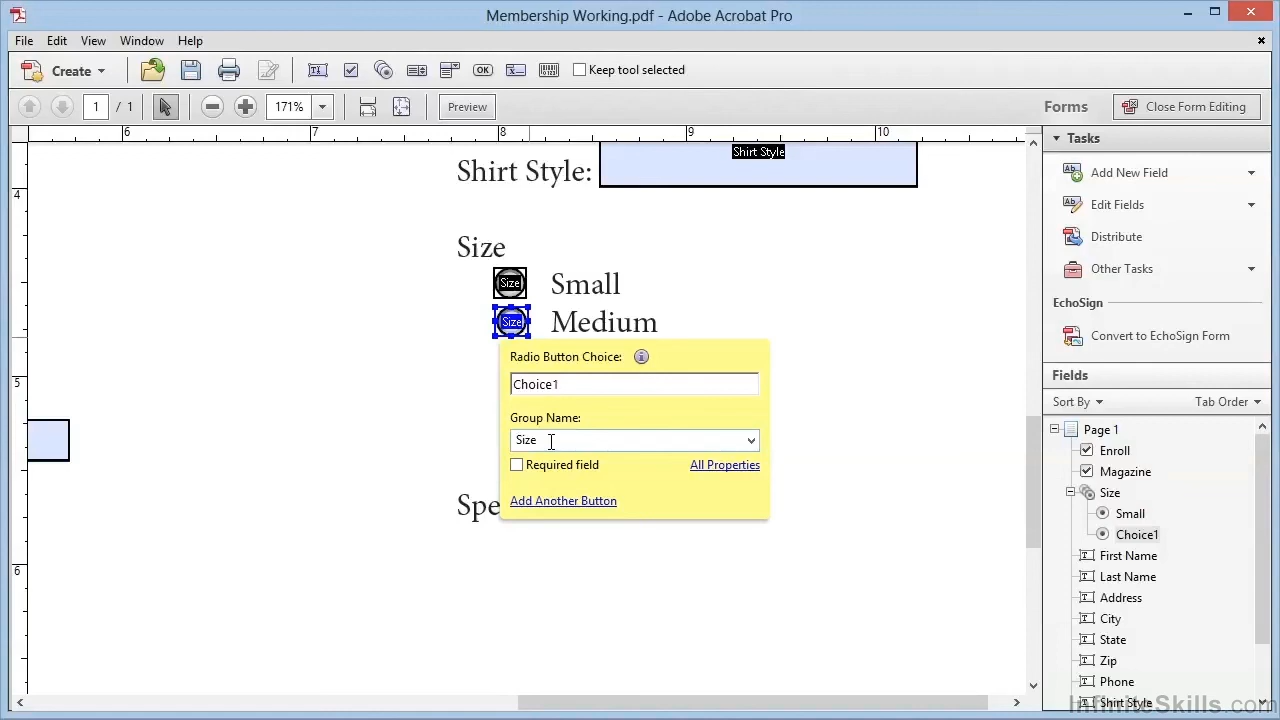 Membership Working.pdf - Adobe Acrobat Pro
File Edit View Window Help
Create
OK
Keep tool selected
1 / 1
171%
Preview
Forms
Close Form Editing
6 7 8 9 10
4
5
6
Shirt Style:
Shirt Style
Size
Size
Small
Size
Medium
Radio Button Choice:
Choice1
Group Name:
Size
Required field
All Properties
Add Another Button
Spe
Tasks
Add New Field
Edit Fields
Distribute
Other Tasks
EchoSign
Convert to EchoSign Form
Fields
Sort By
Tab Order
Page 1
Enroll
Magazine
Size
Small
Choice1
First Name
Last Name
Address
City
State
Zip
Phone
Shirt Style
InfiniteSkills.com